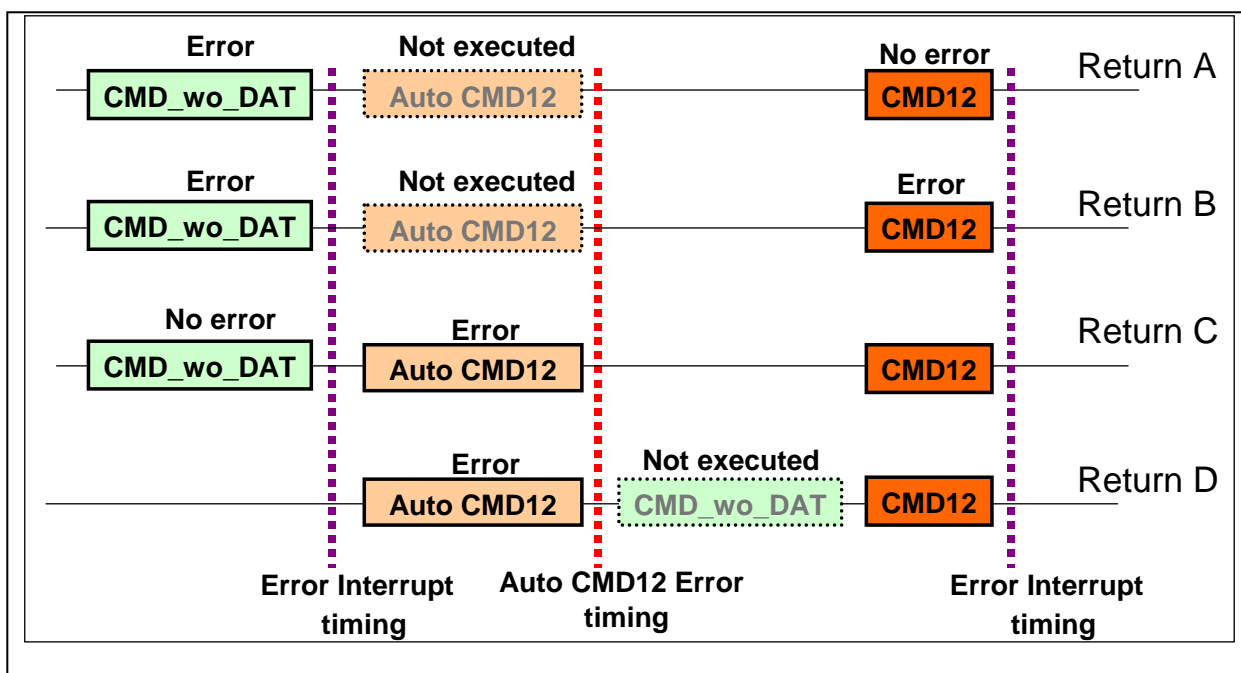 Error
Not executed
No error
Return A
CMD_wo_DAT
Auto CMD12
CMD12
Error
Not executed
Error
Return B
CMD_wo_DAT
Auto CMD12
CMD12
No error
Error
Return C
CMD_wo_DAT
Auto CMD12
CMD12
Error
Not executed
Return D
Auto CMD12
CMD_wo_DAT
CMD12
Error Interrupt
timing
Auto CMD12 Error
timing
Error Interrupt
timing